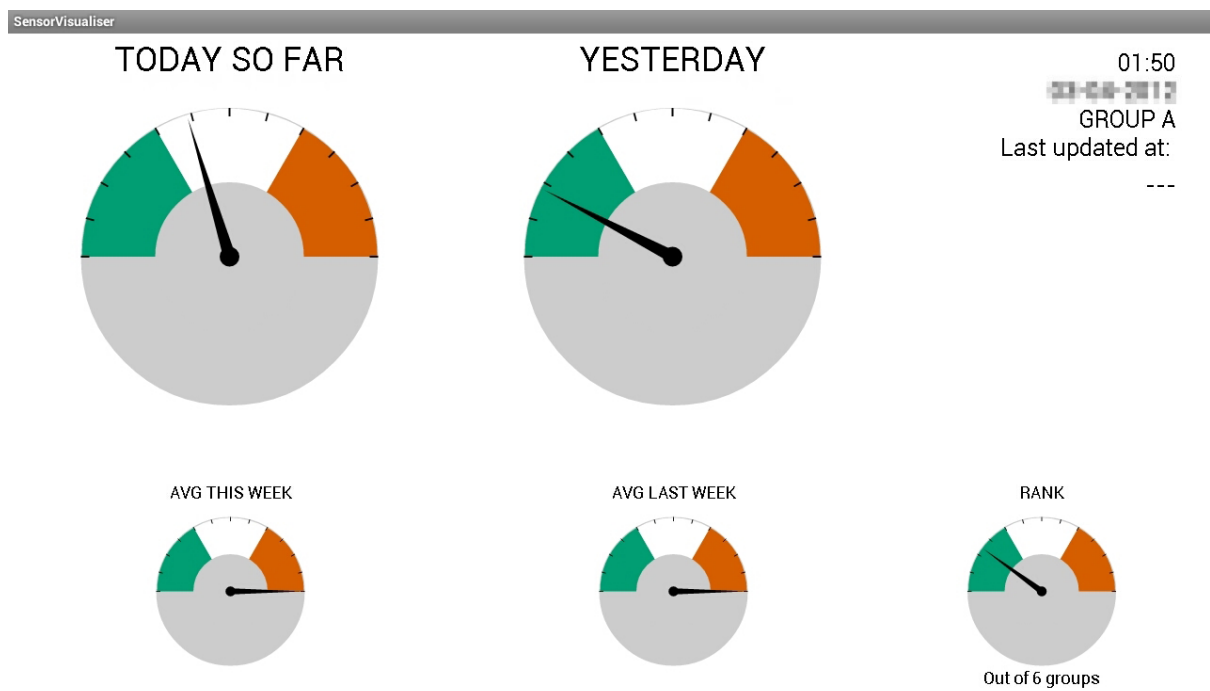 SensorVisualiser
TODAY SO FAR
YESTERDAY
01:50
GROUP A
Last updated at:
---
AVG THIS WEEK
AVG LAST WEEK
RANK
Out of 6 groups